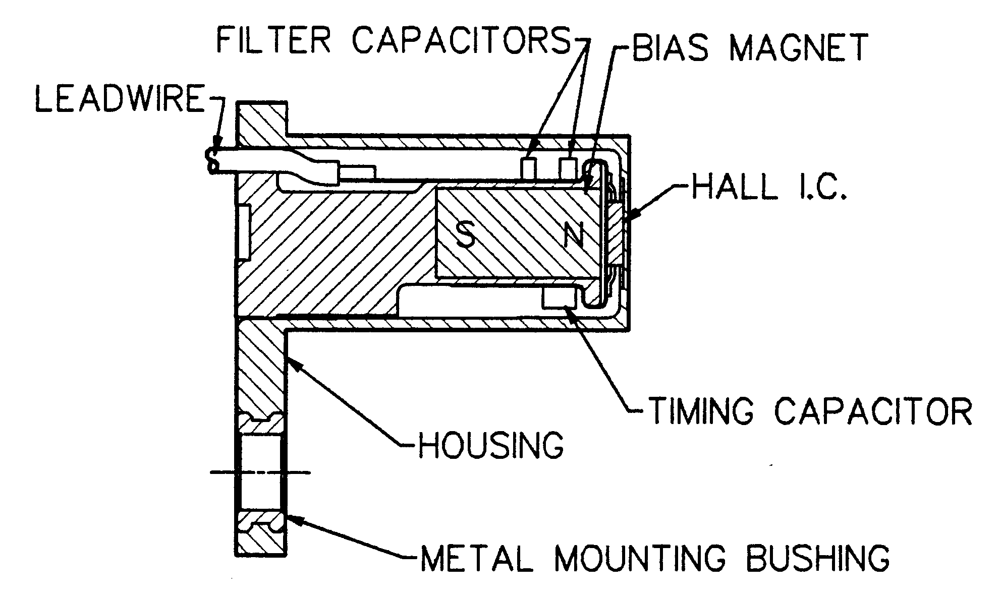 FILTER CAPACITORS
BIAS MAGNET
LEADWIRE
HALL I.C.
S N
TIMING CAPACITOR
HOUSING
METAL MOUNTING BUSHING